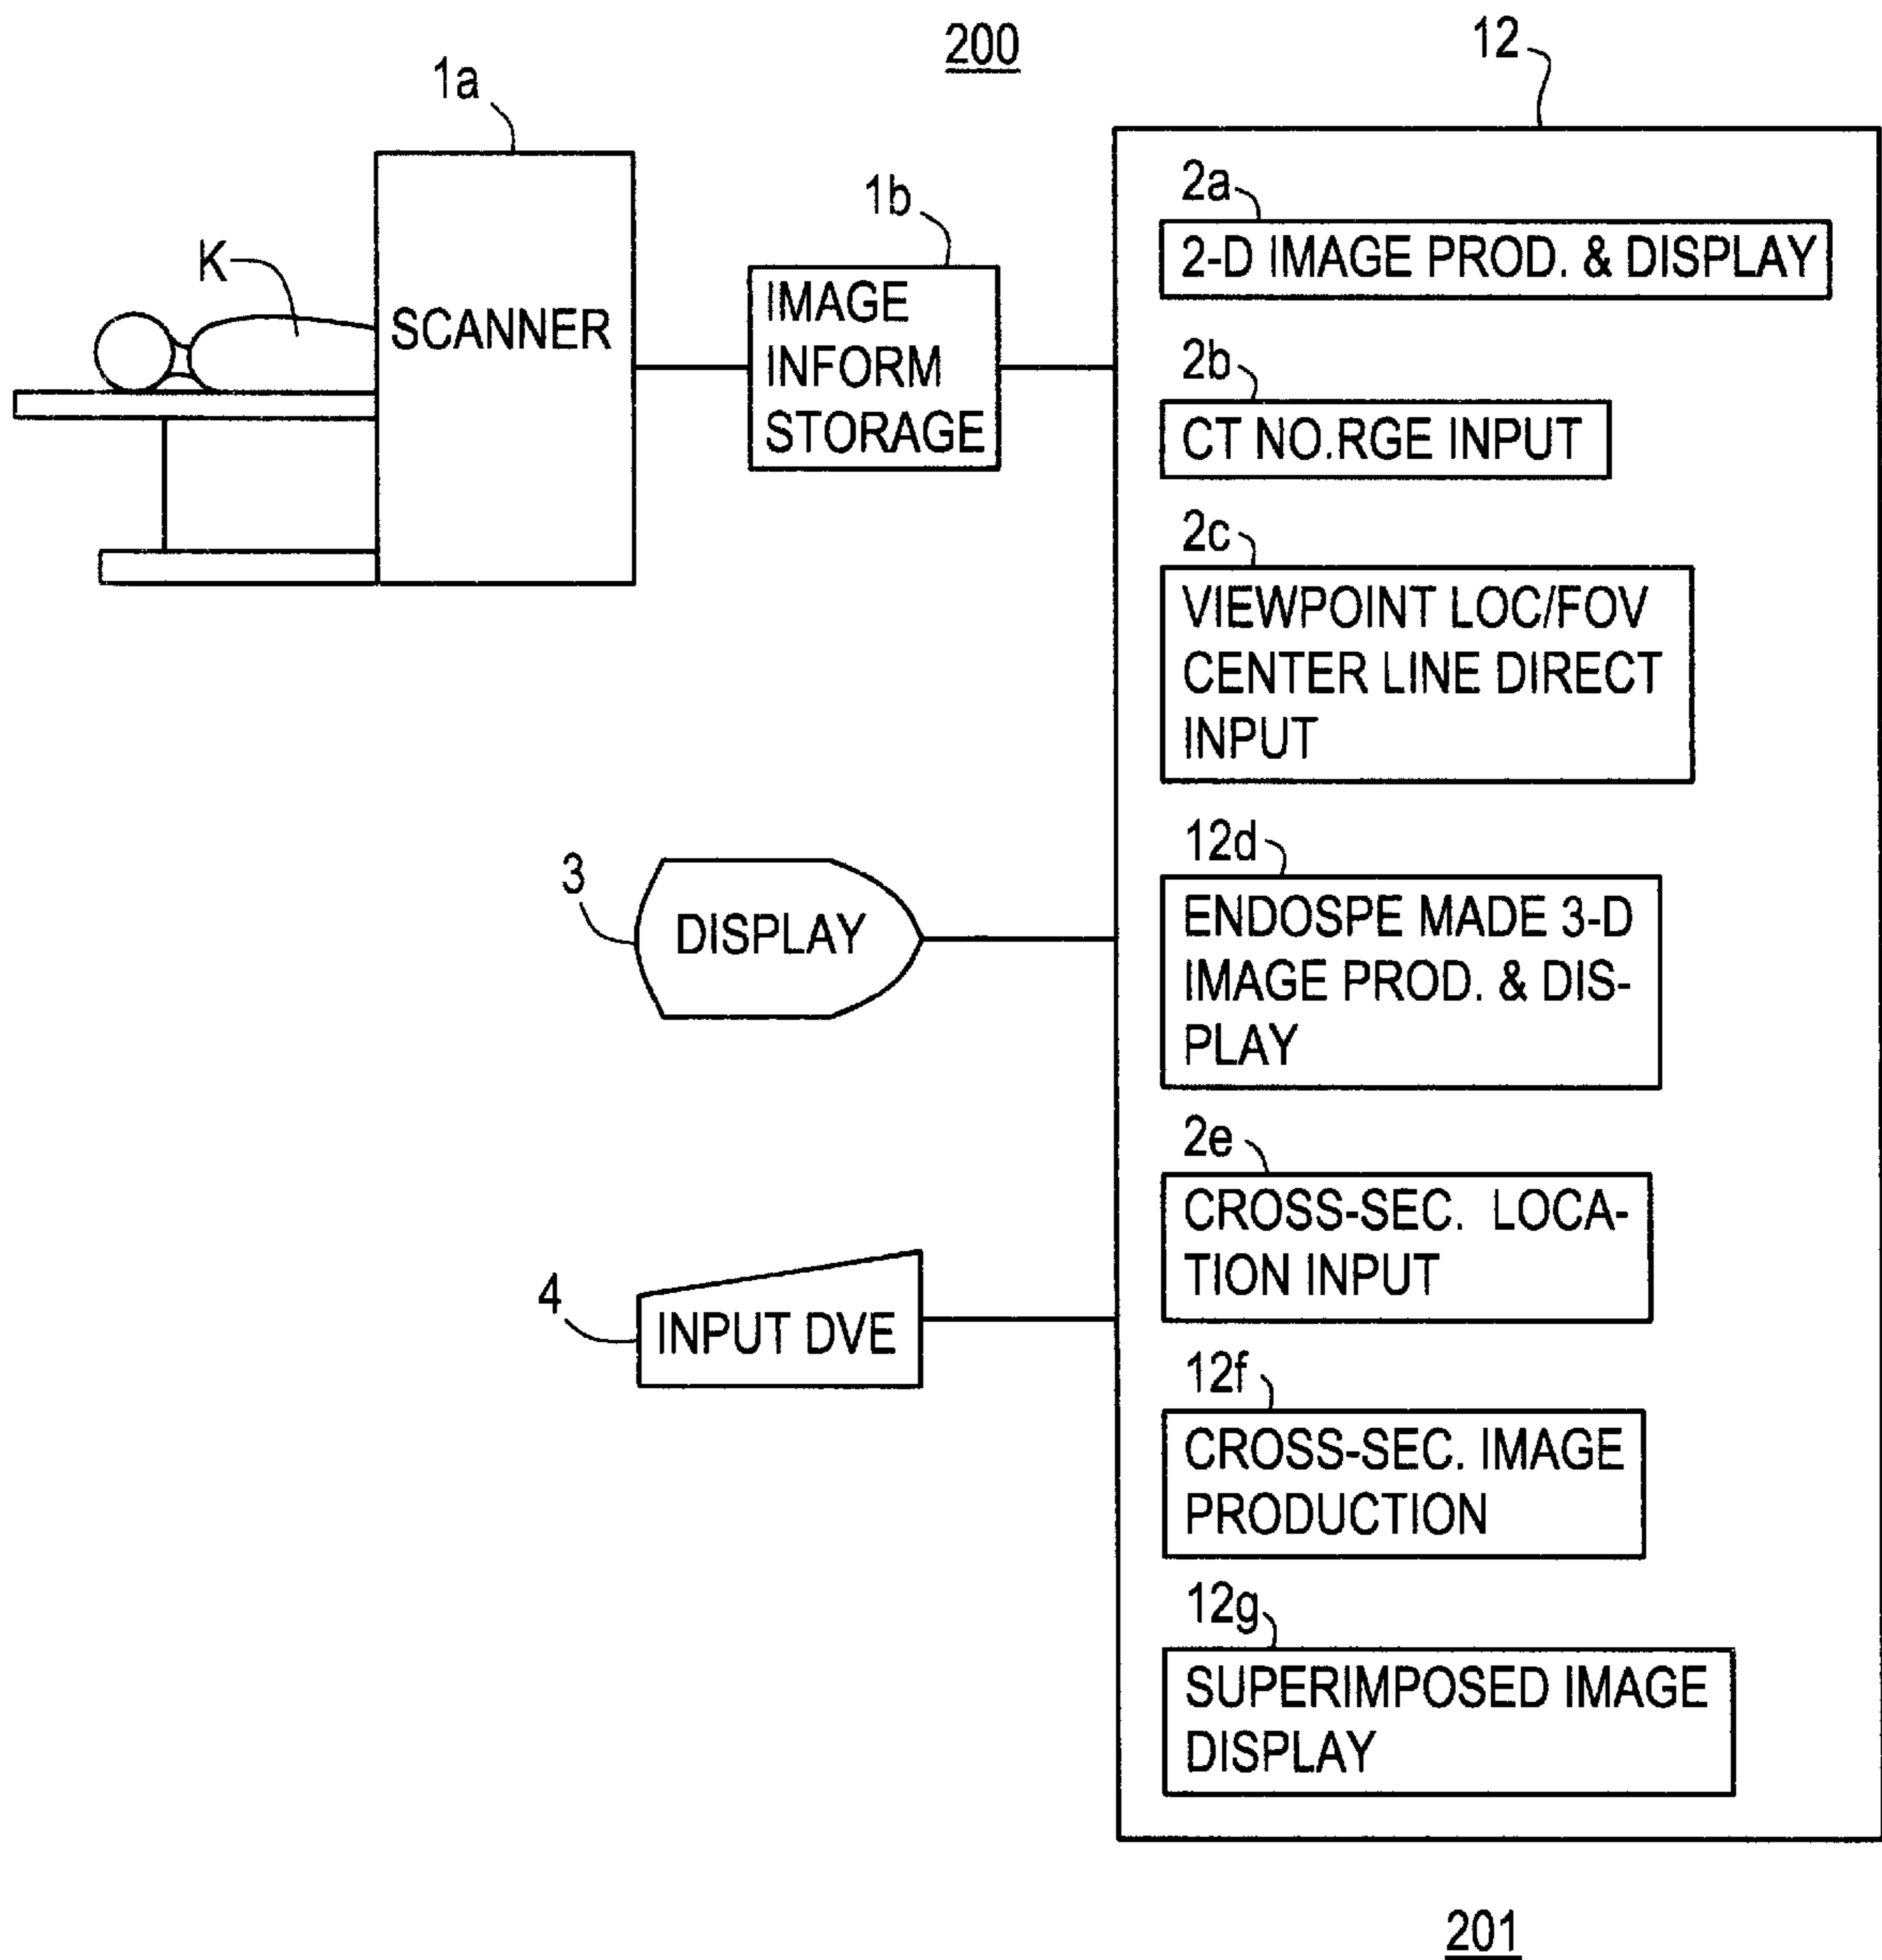 200
12
1a
1b
K
SCANNER
IMAGE
INFORM
STORAGE
2a
2-D IMAGE PROD. & DISPLAY
2b
CT NO.RGE INPUT
2c
VIEWPOINT LOC/FOV
CENTER LINE DIRECT
INPUT
3
DISPLAY
12d
ENDOSPE MADE 3-D
IMAGE PROD. & DIS-
PLAY
2e
CROSS-SEC. LOCA-
TION INPUT
4
INPUT DVE
12f
CROSS-SEC. IMAGE
PRODUCTION
12g
SUPERIMPOSED IMAGE
DISPLAY
201